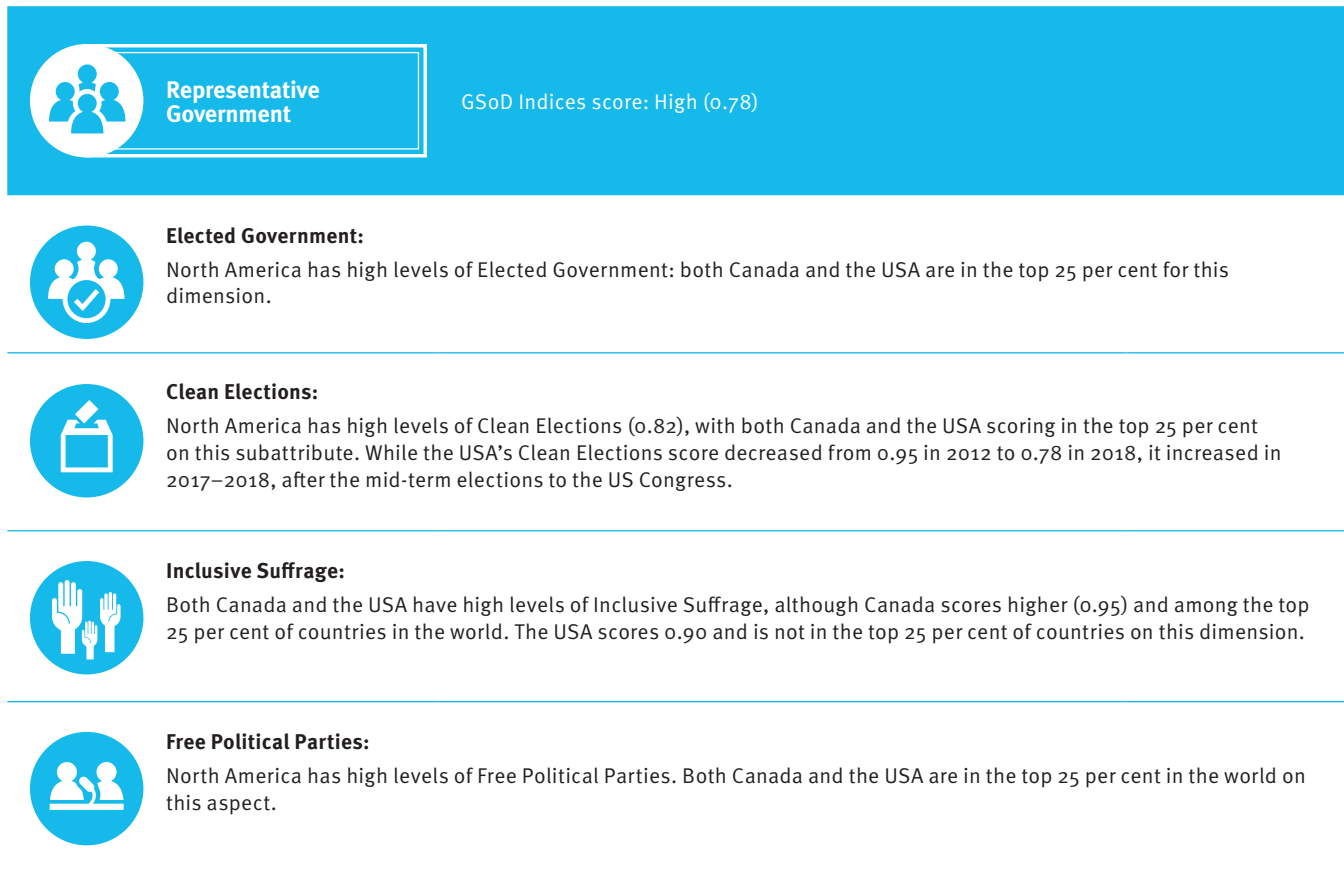 Representative
Government
GSoD Indices score: High (0.78)
Elected Government:
North America has high levels of Elected Government: both Canada and the USA are in the top 25 per cent for this
dimension.
Clean Elections:
North America has high levels of Clean Elections (0.82), with both Canada and the USA scoring in the top 25 per cent
on this subattribute. While the USA’s Clean Elections score decreased from 0.95 in 2012 to 0.78 in 2018, it increased in
2017–2018, after the mid-term elections to the US Congress.
Inclusive Suffrage:
Both Canada and the USA have high levels of Inclusive Suffrage, although Canada scores higher (0.95) and among the top
25 per cent of countries in the world. The USA scores 0.90 and is not in the top 25 per cent of countries on this dimension.
Free Political Parties:
North America has high levels of Free Political Parties. Both Canada and the USA are in the top 25 per cent in the world on
this aspect.